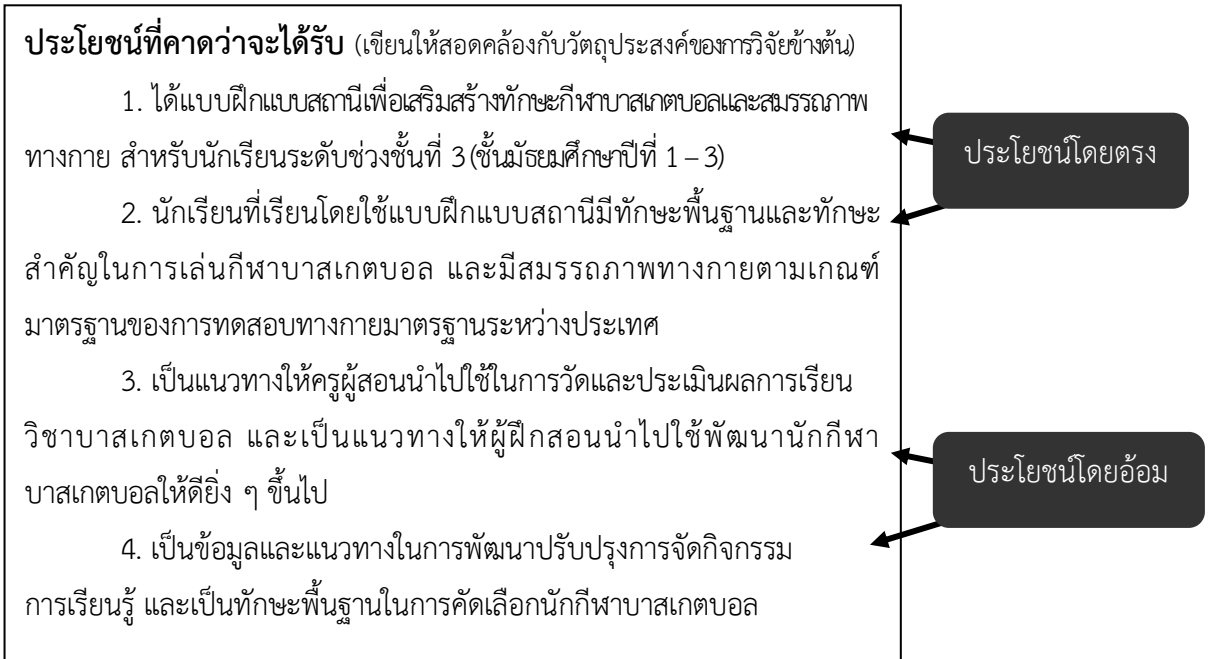 ประโยชน์ที่คาดว่าจะได้รับ (เขียนให้สอดคล้องกับวัตถุประสงค์ของการวิจัยข้างต้น)
1. ได้แบบฝึกแบบสถานีเพื่อเสริมสร้างทักษะกีฬาบาสเกตบอลและสมรรถภาพ
ทางกาย สำหรับนักเรียนระดับช่วงชั้นที่ 3 (ชั้นมัธยมศึกษาปีที่ 1 – 3)
ประโยชน์โดยตรง
2. นักเรียนที่เรียนโดยใช้แบบฝึกแบบสถานีมีทักษะพื้นฐานและทักษะ
สำคัญในการเล่นกีฬาบาสเกตบอล และมีสมรรถภาพทางกายตามเกณฑ์
มาตรฐานของการทดสอบทางกายมาตรฐานระหว่างประเทศ
3. เป็นแนวทางให้ครูผู้สอนนำไปใช้ในการวัดและประเมินผลการเรียน
วิชาบาสเกตบอล และเป็นแนวทางให้ผู้ฝึกสอนนำไปใช้พัฒนานักกีฬา
บาสเกตบอลให้ดียิ่ง ๆ ขึ้นไป
ประโยชน์โดยอ้อม
4. เป็นข้อมูลและแนวทางในการพัฒนาปรับปรุงการจัดกิจกรรม
การเรียนรู้ และเป็นทักษะพื้นฐานในการคัดเลือกนักกีฬาบาสเกตบอล